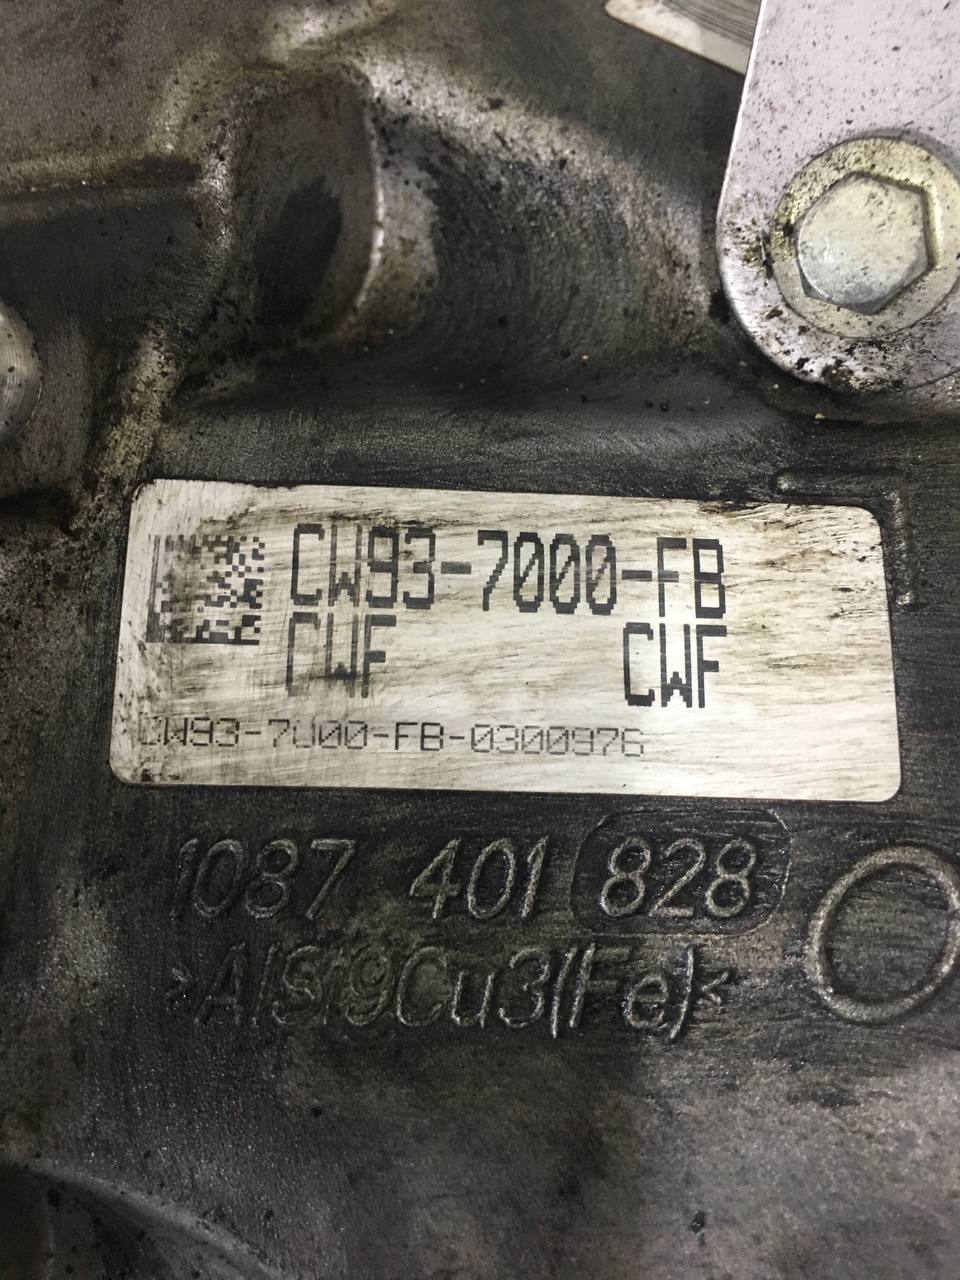 CW93-7000-FB
CWF CWF
CW93-7000-FB-0300976
1087 401 828
>AlSi9Cu3(Fe)<